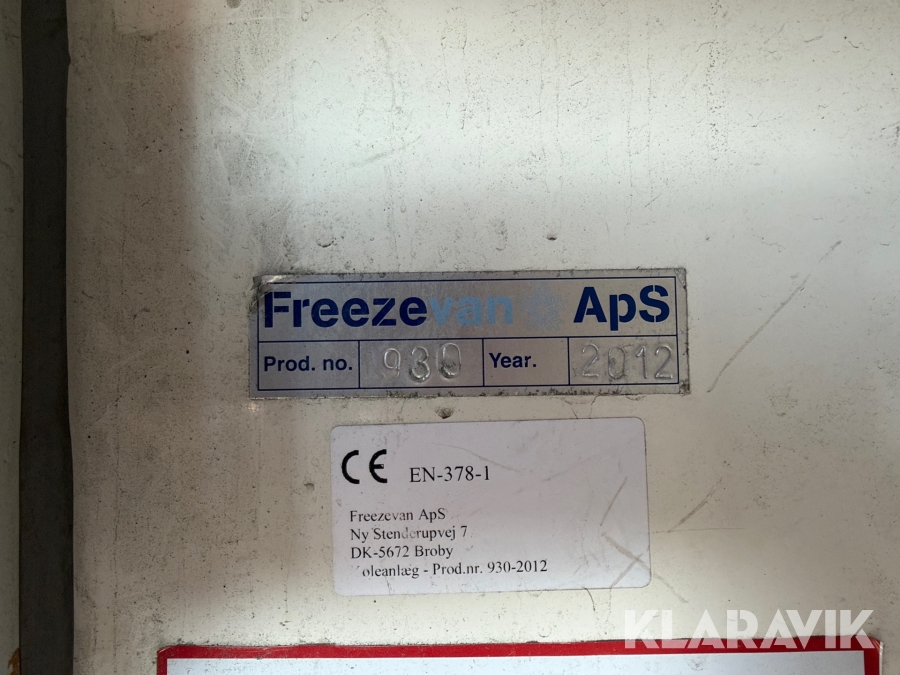 Freezevan ApS
Prod. no. 930 Year. 2012
CE EN-378-1
Freezevan ApS
Ny Stenderupvej 7
DK-5672 Broby
oleanlæg - Prod.nr. 930-2012
KLARAVIK